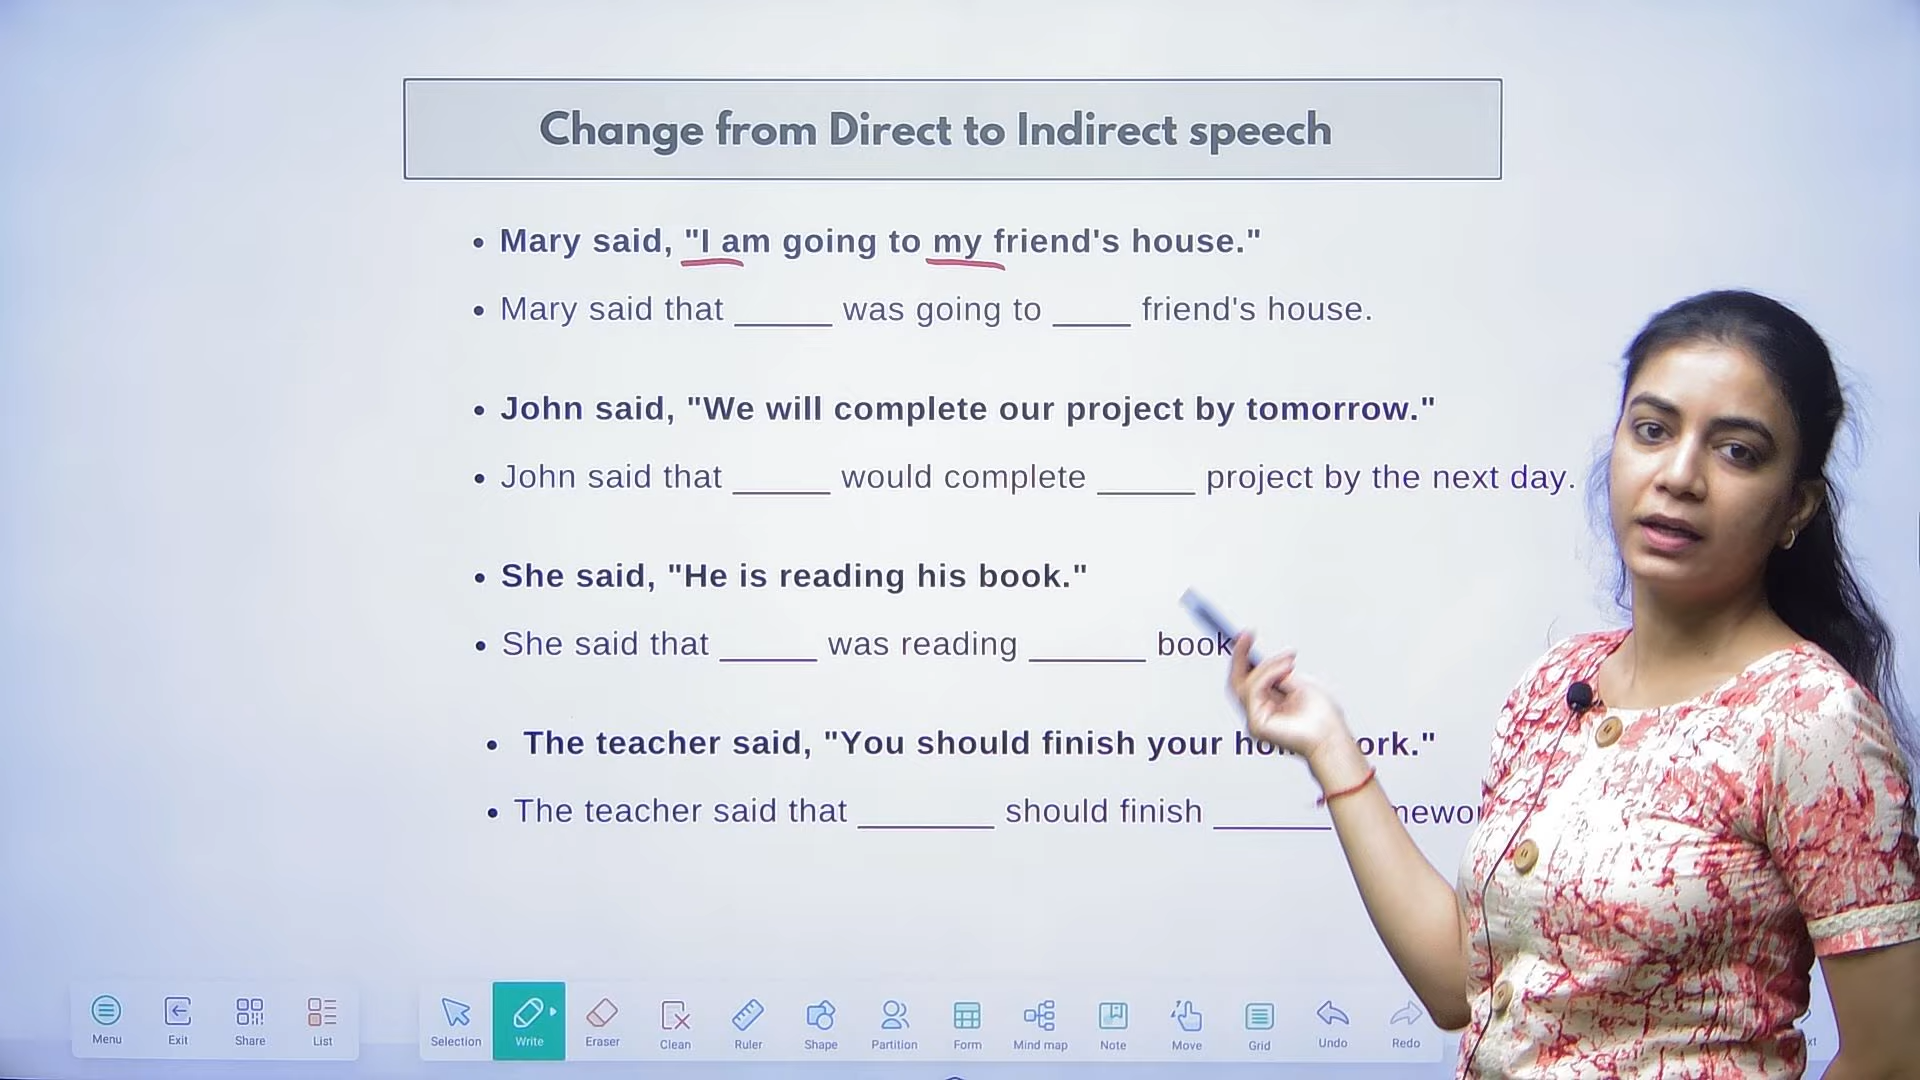 Change from Direct to Indirect speech
• Mary said, "I am going to my friend's house."
• Mary said that _____ was going to ____ friend's house.
• John said, "We will complete our project by tomorrow."
• John said that _____ would complete _____ project by the next day.
• She said, "He is reading his book."
• She said that _____ was reading ______ book
• The teacher said, "You should finish your
• The teacher said that _______ should finish ______
Menu Exit Share List Selection Write Eraser Clean Ruler Shape Partition Form Mind map Note Move Grid Undo Redo